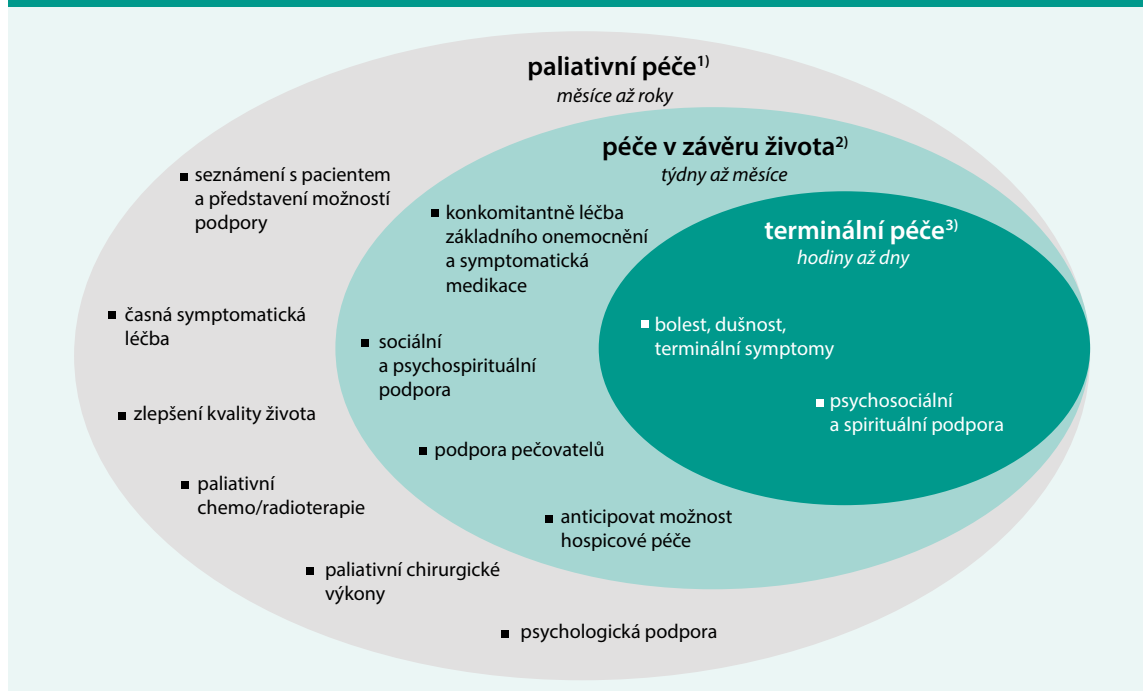 paliativní péče1)
měsíce až roky
seznámení s pacientem
a představení možností
podpory
časná symptomatická
léčba
zlepšení kvality života
paliativní
chemo/radioterapie
paliativní chirurgické
výkony
psychologická podpora
péče v závěru života2)
týdny až měsíce
konkomitantně léčba
základního onemocnění
a symptomatická
medikace
sociální
a psychospirituální
podpora
podpora pečovatelů
anticipovat možnost
hospicové péče
terminální péče3)
hodiny až dny
bolest, dušnost,
terminální symptomy
psychosociální
a spirituální podpora